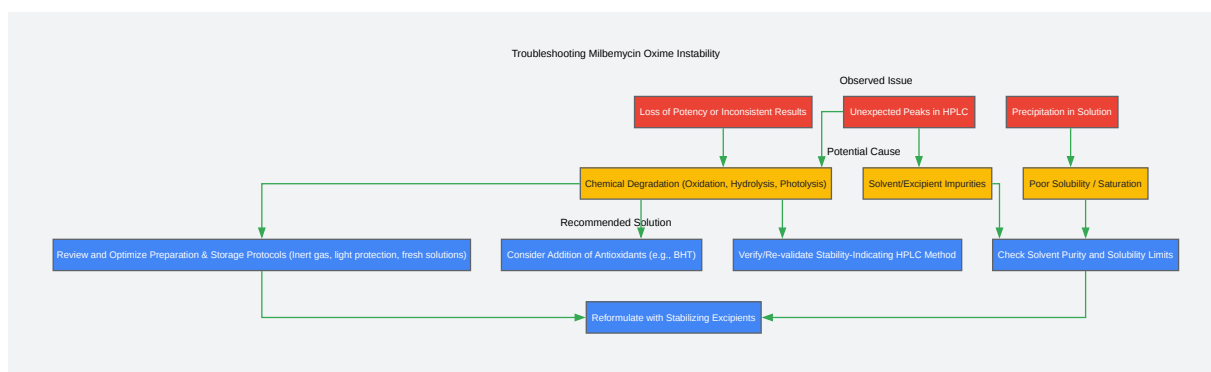 Troubleshooting Milbemycin Oxime Instability
Observed Issue
Loss of Potency or Inconsistent Results
Unexpected Peaks in HPLC
Precipitation in Solution
Potential Cause
Chemical Degradation (Oxidation, Hydrolysis, Photolysis)
Solvent/Excipient Impurities
Poor Solubility / Saturation
Recommended Solution
Review and Optimize Preparation & Storage Protocols (Inert gas, light protection, fresh solutions)
Consider Addition of Antioxidants (e.g., BHT)
Verify/Re-validate Stability-Indicating HPLC Method
Check Solvent Purity and Solubility Limits
Reformulate with Stabilizing Excipients